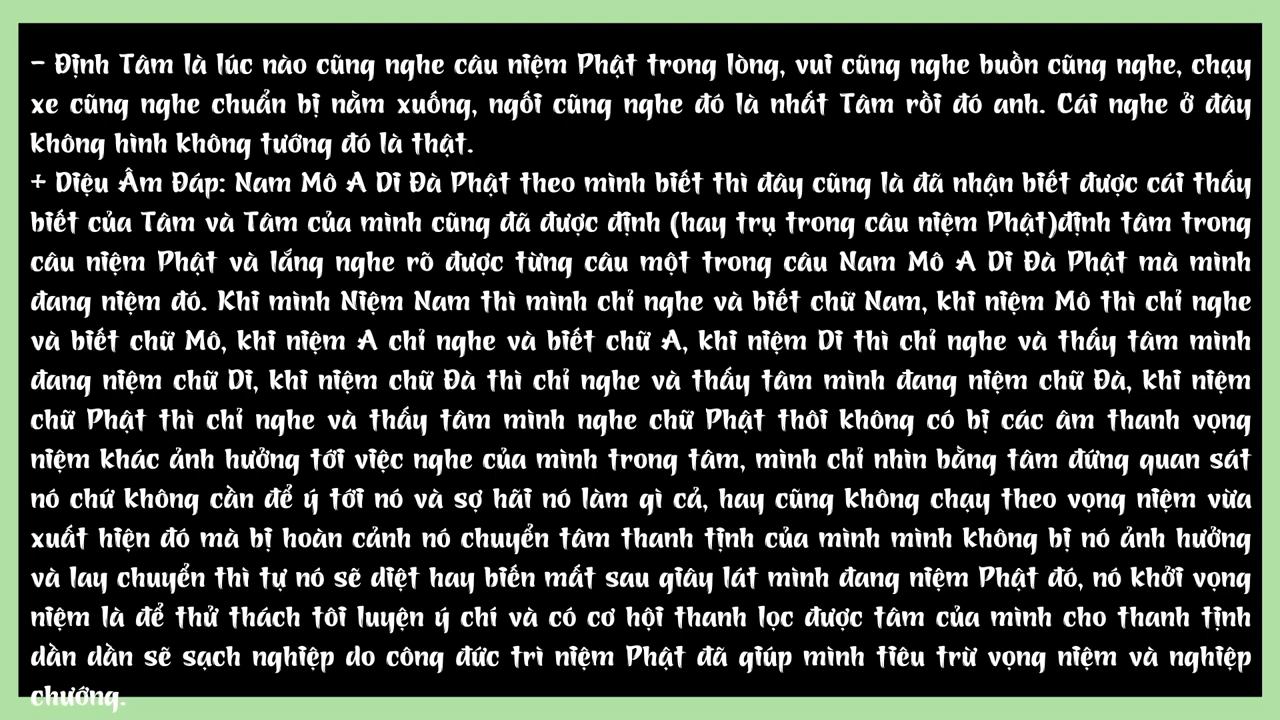 – Định Tâm là lúc nào cũng nghe câu niệm Phật trong lòng, vui cũng nghe buồn cũng nghe, chạy
xe cũng nghe chuẩn bị nằm xuống, ngối cũng nghe đó là nhất Tâm rồi đó anh. Cái nghe ở đây
không hình không tướng đó là thật.
+ Diệu Âm Đáp: Nam Mô A Di Đà Phật theo mình biết thì đây cũng là đã nhận biết được cái thấy
biết của Tâm và Tâm của mình cũng đã được định (hay trụ trong câu niệm Phật)định tâm trong
câu niệm Phật và lắng nghe rõ được từng câu một trong câu Nam Mô A Di Đà Phật mà mình
đang niệm đó. Khi mình Niệm Nam thì mình chỉ nghe và biết chữ Nam, khi niệm Mô thì chỉ nghe
và biết chữ Mô, khi niệm A chỉ nghe và biết chữ A, khi niệm Di thì chỉ nghe và thấy tâm mình
đang niệm chữ Di, khi niệm chữ Đà thì chỉ nghe và thấy tâm mình đang niệm chữ Đà, khi niệm
chữ Phật thì chỉ nghe và thấy tâm mình nghe chữ Phật thôi không có bị các âm thanh vọng
niệm khác ảnh hưởng tới việc nghe của mình trong tâm, mình chỉ nhìn bằng tâm đứng quan sát
nó chứ không cần để ý tới nó và sợ hãi nó làm gì cả, hay cũng không chạy theo vọng niệm vừa
xuất hiện đó mà bị hoàn cảnh nó chuyển tâm thanh tịnh của mình mình không bị nó ảnh hưởng
và lay chuyển thì tự nó sẽ diệt hay biến mất sau giây lát mình đang niệm Phật đó, nó khởi vọng
niệm là để thử thách tôi luyện ý chí và có cơ hội thanh lọc được tâm của mình cho thanh tịnh
dần dần sẽ sạch nghiệp do công đức trì niệm Phật đã giúp mình tiêu trừ vọng niệm và nghiệp
chướng.